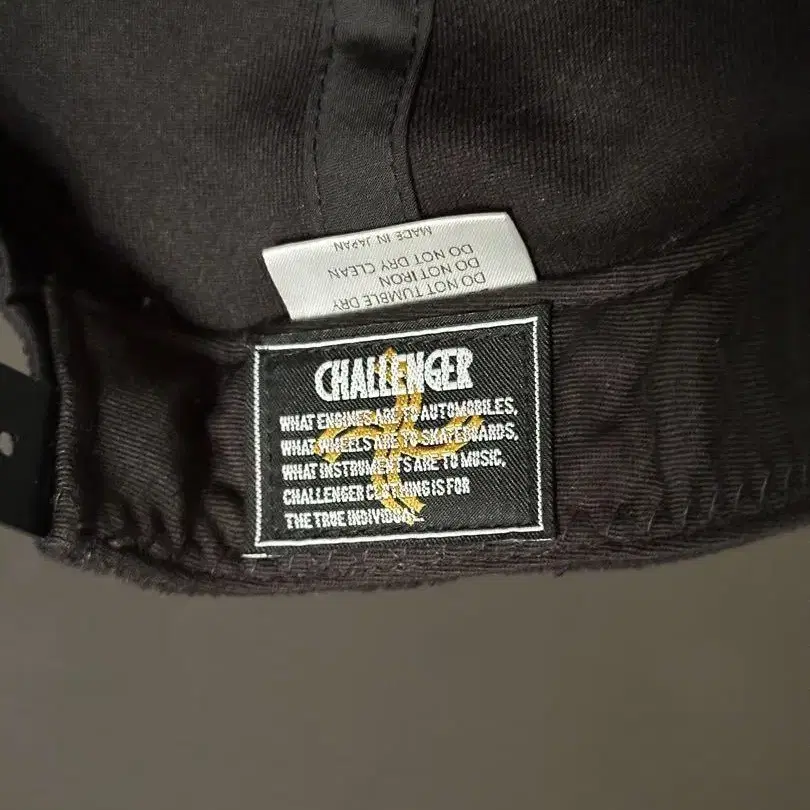 MADE IN JAPAN
DO NOT DRY CLEAN
DO NOT IRON
DO NOT TUMBLE DRY
CHALLENGER
WHAT ENGINES ARE TO AUTOMOBILES,
WHAT WHEELS ARE TO SKATEBOARDS,
WHAT INSTRUMENTS ARE TO MUSIC,
CHALLENGER CLOTHING IS FOR
THE TRUE INDIVIDUAL.